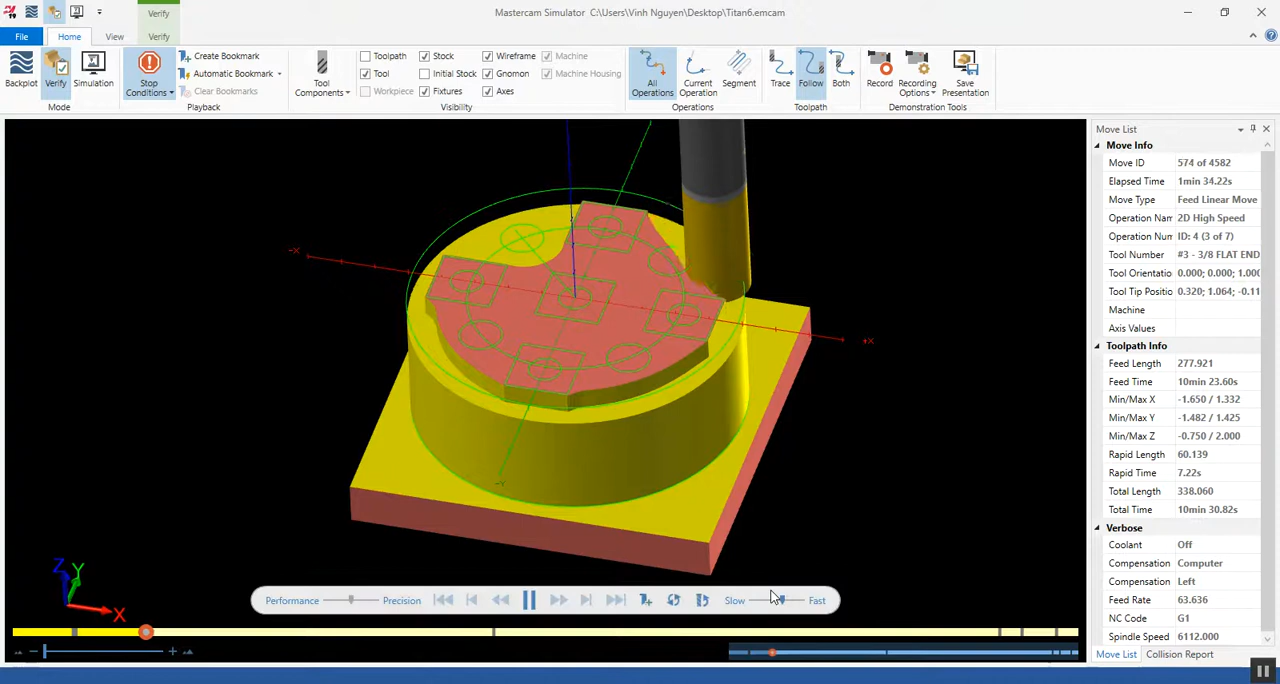 Verify
Mastercam Simulator C:\Users\Vinh Nguyen\Desktop\Titan6.emcam
File
Home
View
Verify
Backplot
Verify
Simulation
Mode
Stop Conditions
Create Bookmark
Automatic Bookmark
Clear Bookmarks
Playback
Tool Components
Toolpath
Tool
Workpiece
Stock
Initial Stock
Fixtures
Wireframe
Gnomon
Axes
Machine
Machine Housing
Visibility
All Operations
Current Operation
Segment
Operations
Trace
Follow
Both
Toolpath
Record
Recording Options
Save Presentation
Demonstration Tools
Move List
Move Info
Move ID 574 of 4582
Elapsed Time 1min 34.22s
Move Type Feed Linear Move
Operation Nam 2D High Speed
Operation Num ID: 4 (3 of 7)
Tool Number #3 - 3/8 FLAT END
Tool Orientation 0.000; 0.000; 1.000
Tool Tip Position 0.320; 1.064; -0.11
Machine
Axis Values
Toolpath Info
Feed Length 277.921
Feed Time 10min 23.60s
Min/Max X -1.650 / 1.332
Min/Max Y -1.482 / 1.425
Min/Max Z -0.750 / 2.000
Rapid Length 60.139
Rapid Time 7.22s
Total Length 338.060
Total Time 10min 30.82s
Verbose
Coolant Off
Compensation Computer
Compensation Left
Feed Rate 63.636
NC Code G1
Spindle Speed 6112.000
Move List
Collision Report
-X
+X
-Y
Z
Y
X
Performance
Precision
Slow
Fast